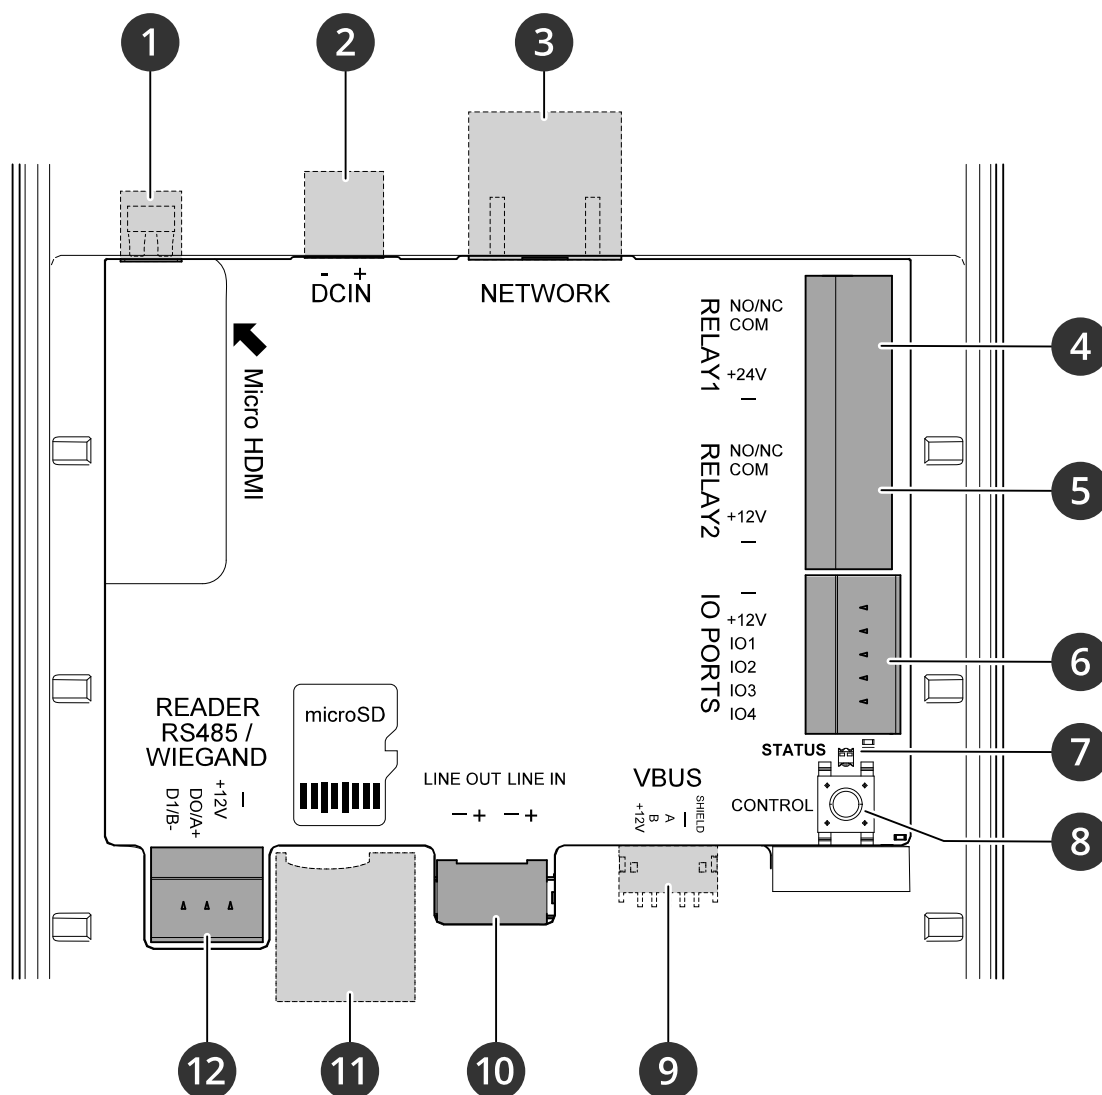 1
2
3
- +
DCIN
NETWORK
Micro HDMI
RELAY1
NO/NC
COM
+24V
—
4
RELAY2
NO/NC
COM
+12V
—
5
IO PORTS
—
+12V
IO1
IO2
IO3
IO4
6
STATUS
7
CONTROL
8
READER
RS485 /
WIEGAND
D1/B-
DO/A+
+12V
—
microSD
LINE OUT LINE IN
— + — +
VBUS
+12V
B
A
—
SHIELD
12
11
10
9